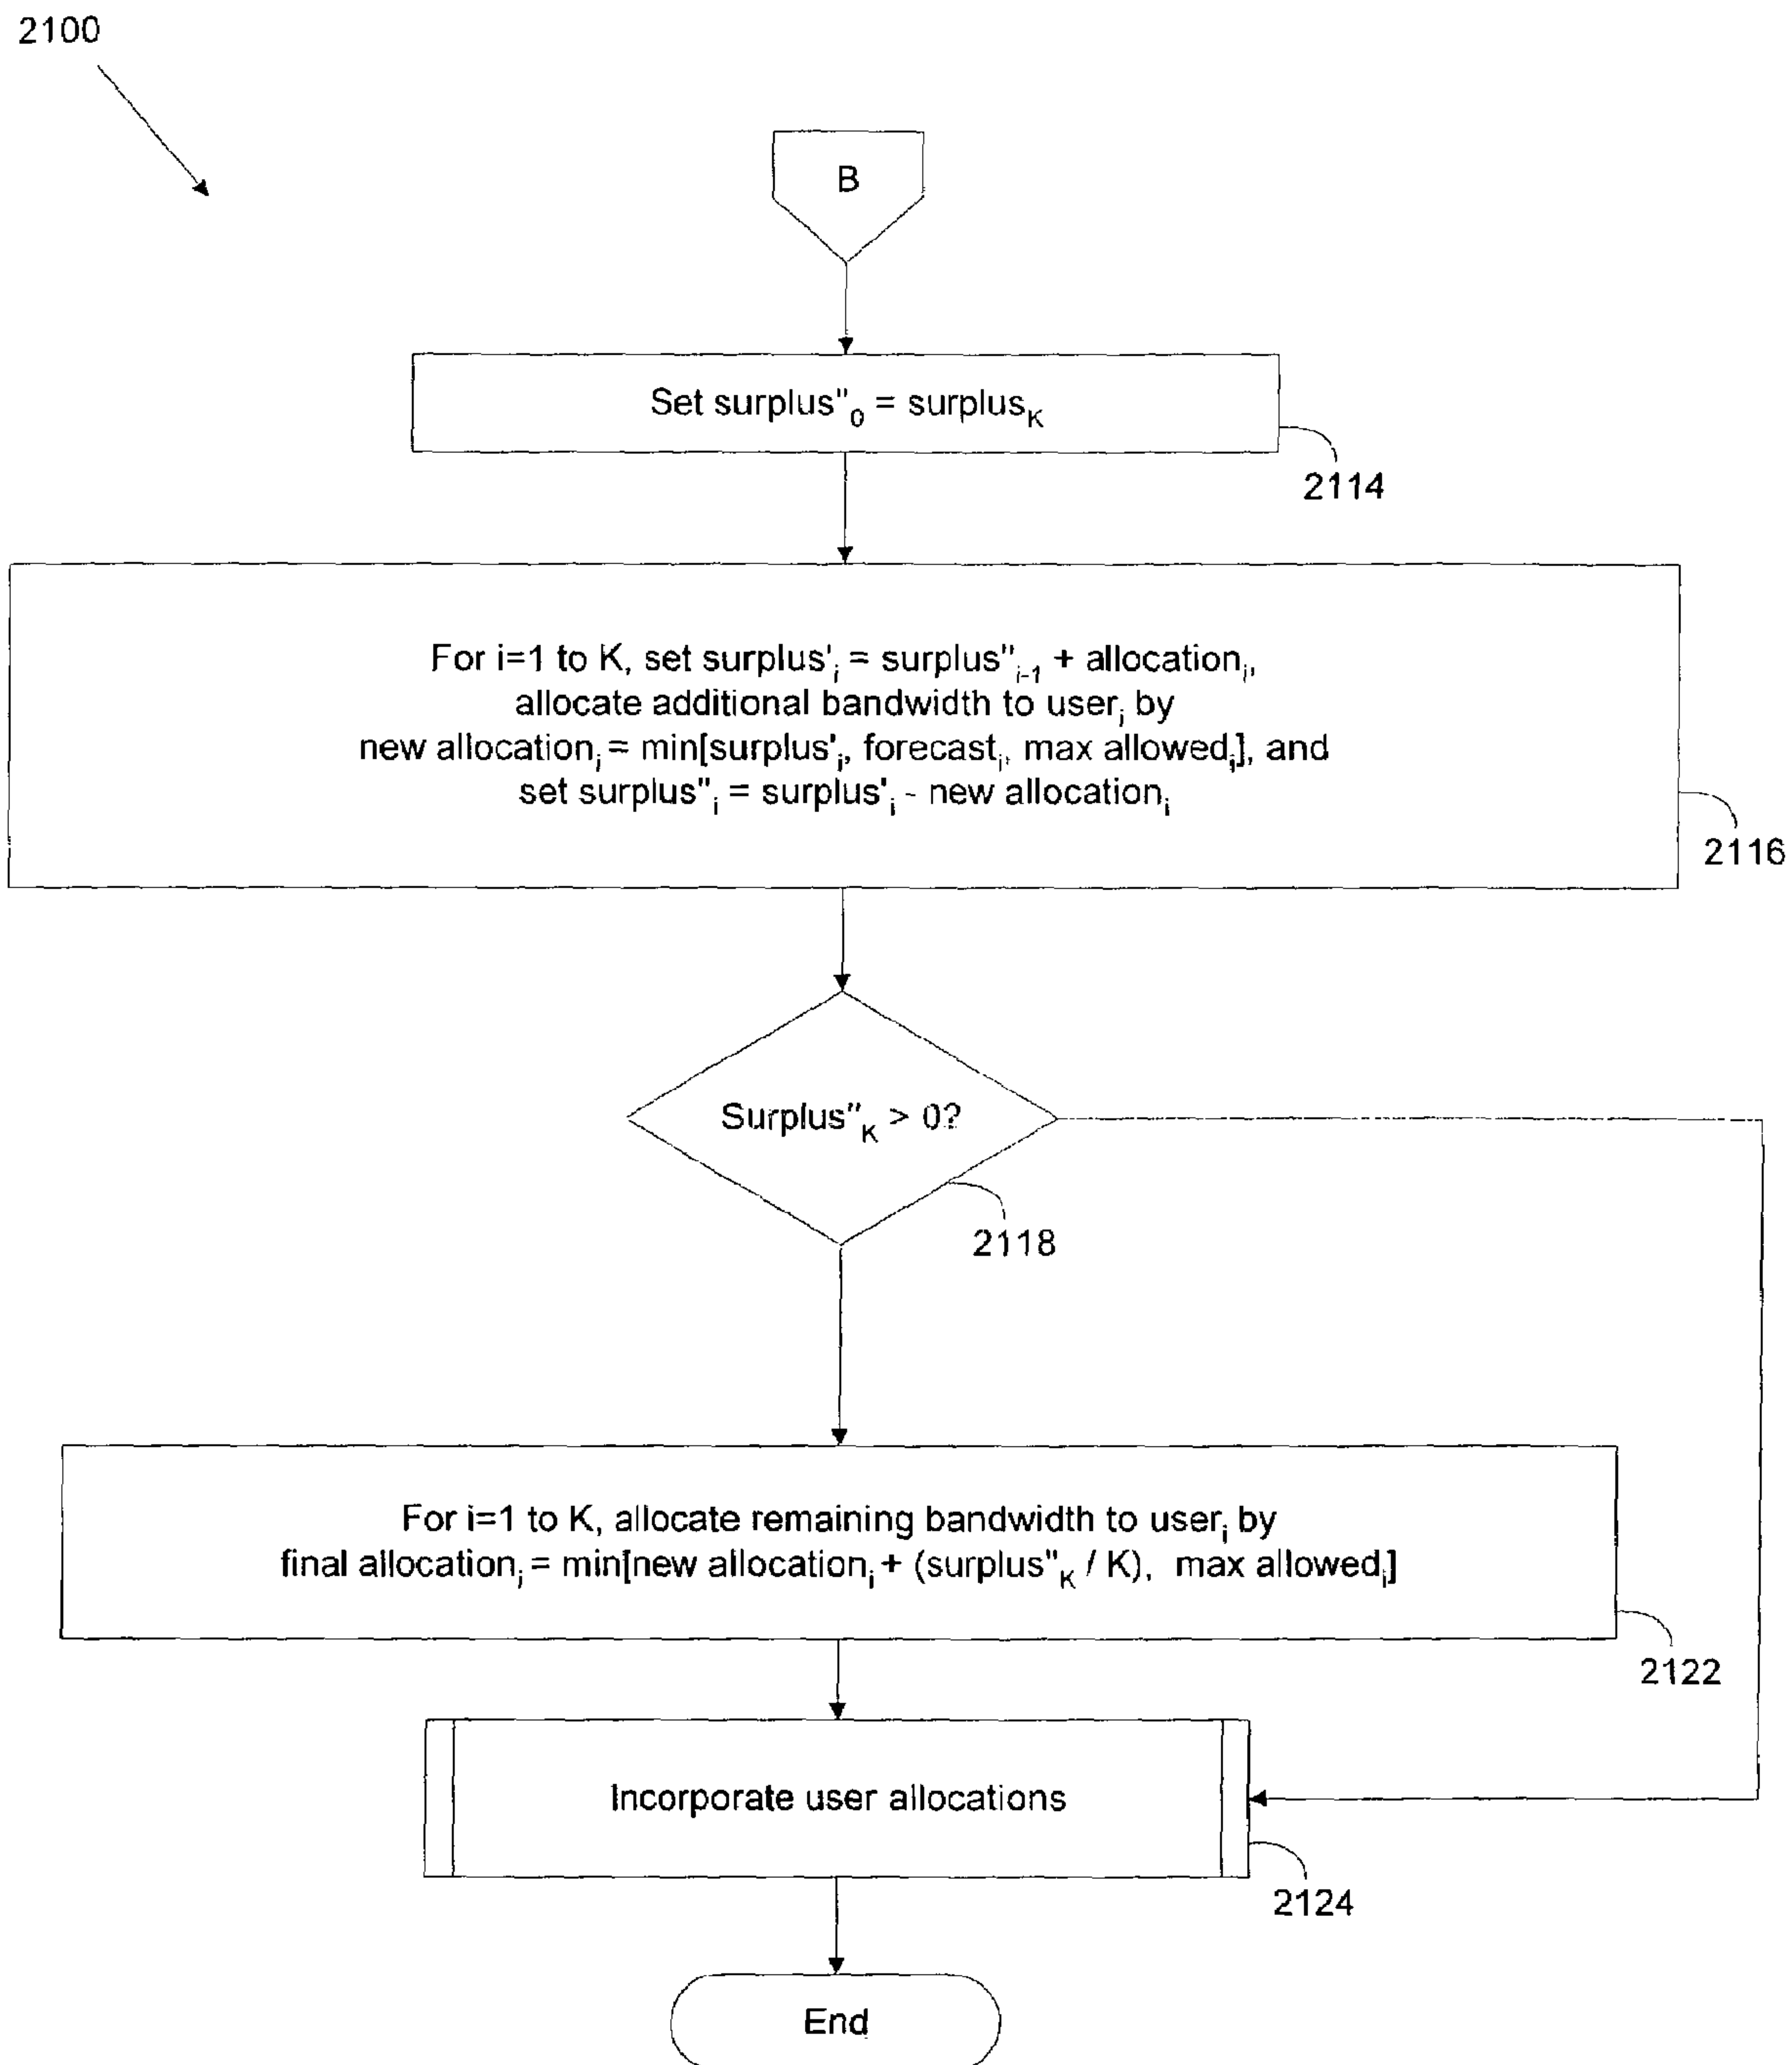 2100
B
Set surplus"₀ = surplusK
2114
For i=1 to K, set surplus'ᵢ = surplus"ᵢ₋₁ + allocationᵢ,
allocate additional bandwidth to userᵢ by
new allocationᵢ = min[surplus'ᵢ, forecastᵢ, max allowedᵢ], and
set surplus"ᵢ = surplus'ᵢ - new allocationᵢ
2116
Surplus"K > 0?
2118
For i=1 to K, allocate remaining bandwidth to userᵢ by
final allocationᵢ = min[new allocationᵢ + (surplus"K / K), max allowedᵢ]
2122
Incorporate user allocations
2124
End